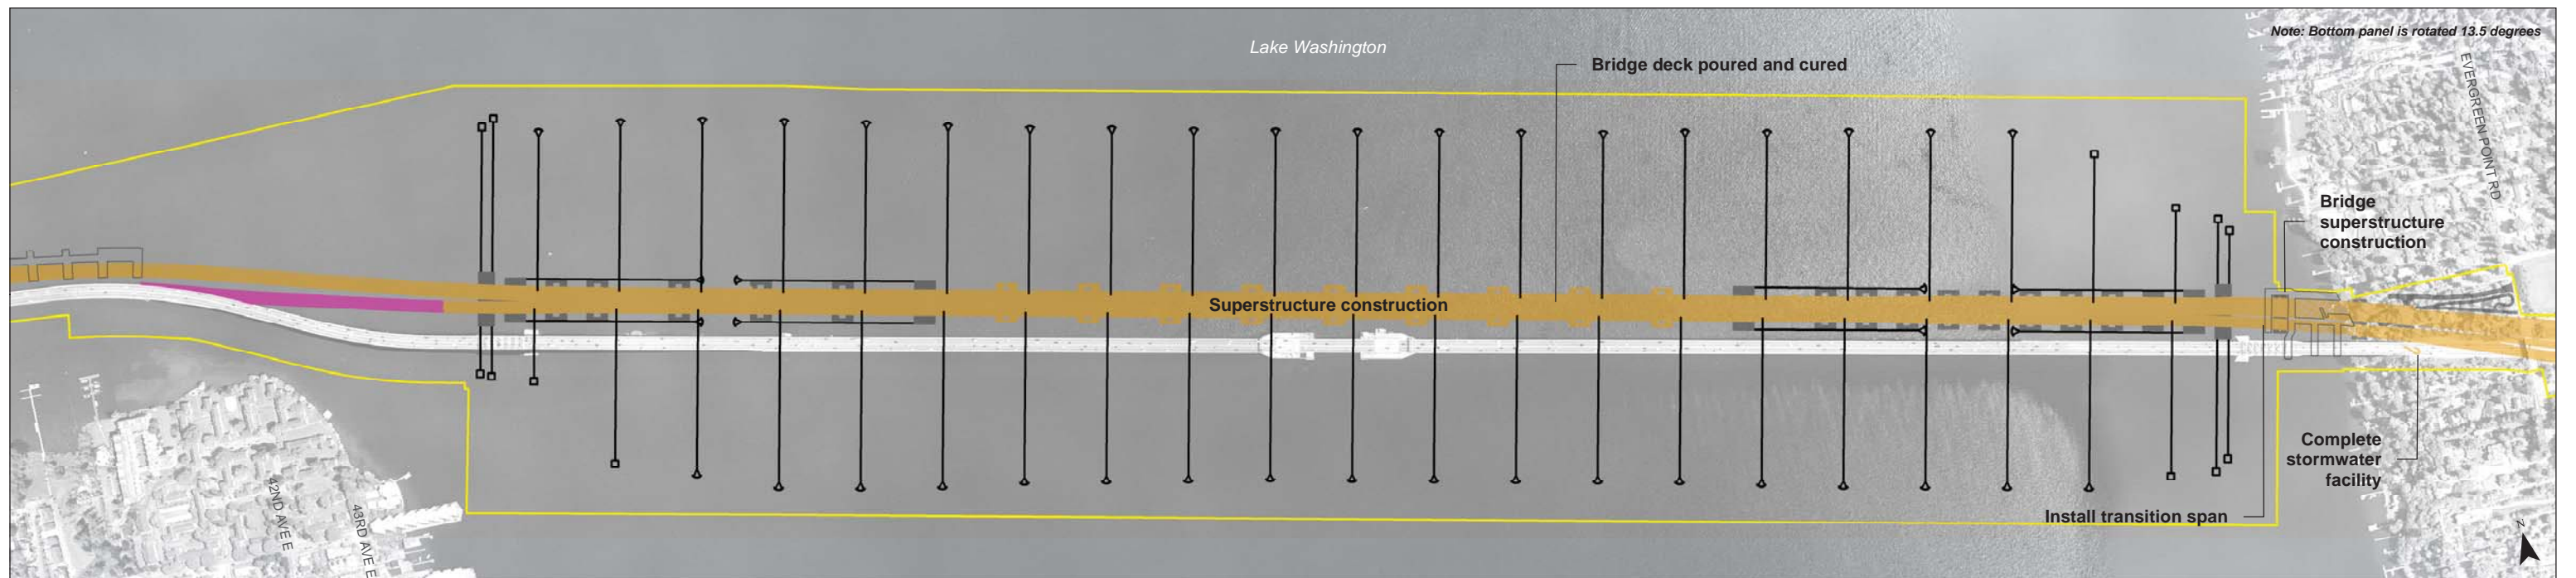 Lake Washington
Note: Bottom panel is rotated 13.5 degrees
Bridge deck poured and cured
EVERGREEN POINT RD
Bridge
superstructure
construction
Superstructure construction
Complete
stormwater
facility
Install transition span
42ND AVE E
43RD AVE E
N